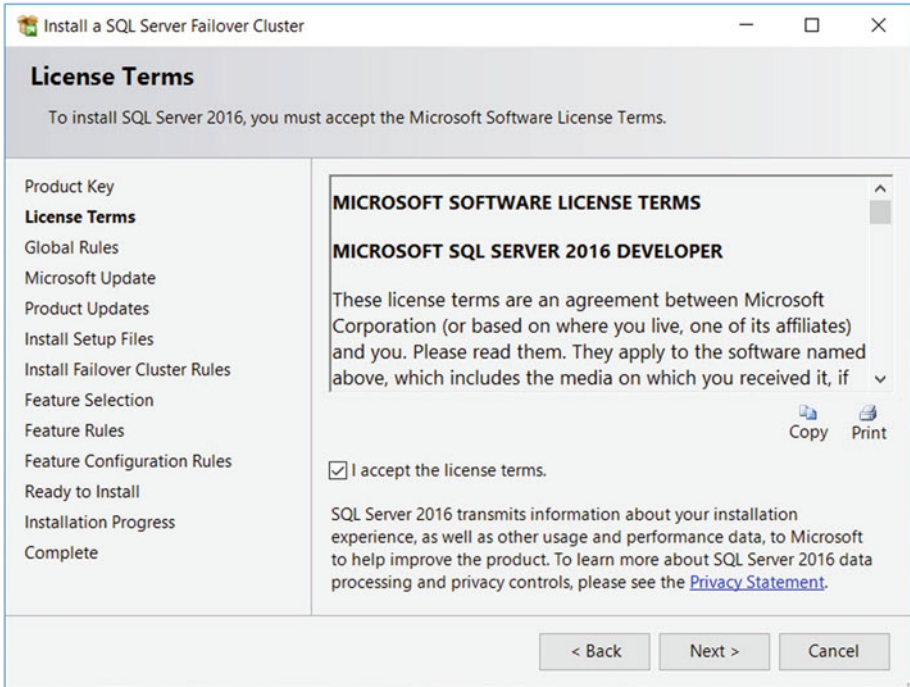 Install a SQL Server Failover Cluster
License Terms
To install SQL Server 2016, you must accept the Microsoft Software License Terms.
Product Key
License Terms
Global Rules
Microsoft Update
Product Updates
Install Setup Files
Install Failover Cluster Rules
Feature Selection
Feature Rules
Feature Configuration Rules
Ready to Install
Installation Progress
Complete
MICROSOFT SOFTWARE LICENSE TERMS
MICROSOFT SQL SERVER 2016 DEVELOPER
These license terms are an agreement between Microsoft
Corporation (or based on where you live, one of its affiliates)
and you. Please read them. They apply to the software named
above, which includes the media on which you received it, if
Copy Print
I accept the license terms.
SQL Server 2016 transmits information about your installation
experience, as well as other usage and performance data, to Microsoft
to help improve the product. To learn more about SQL Server 2016 data
processing and privacy controls, please see the Privacy Statement.
< Back Next > Cancel